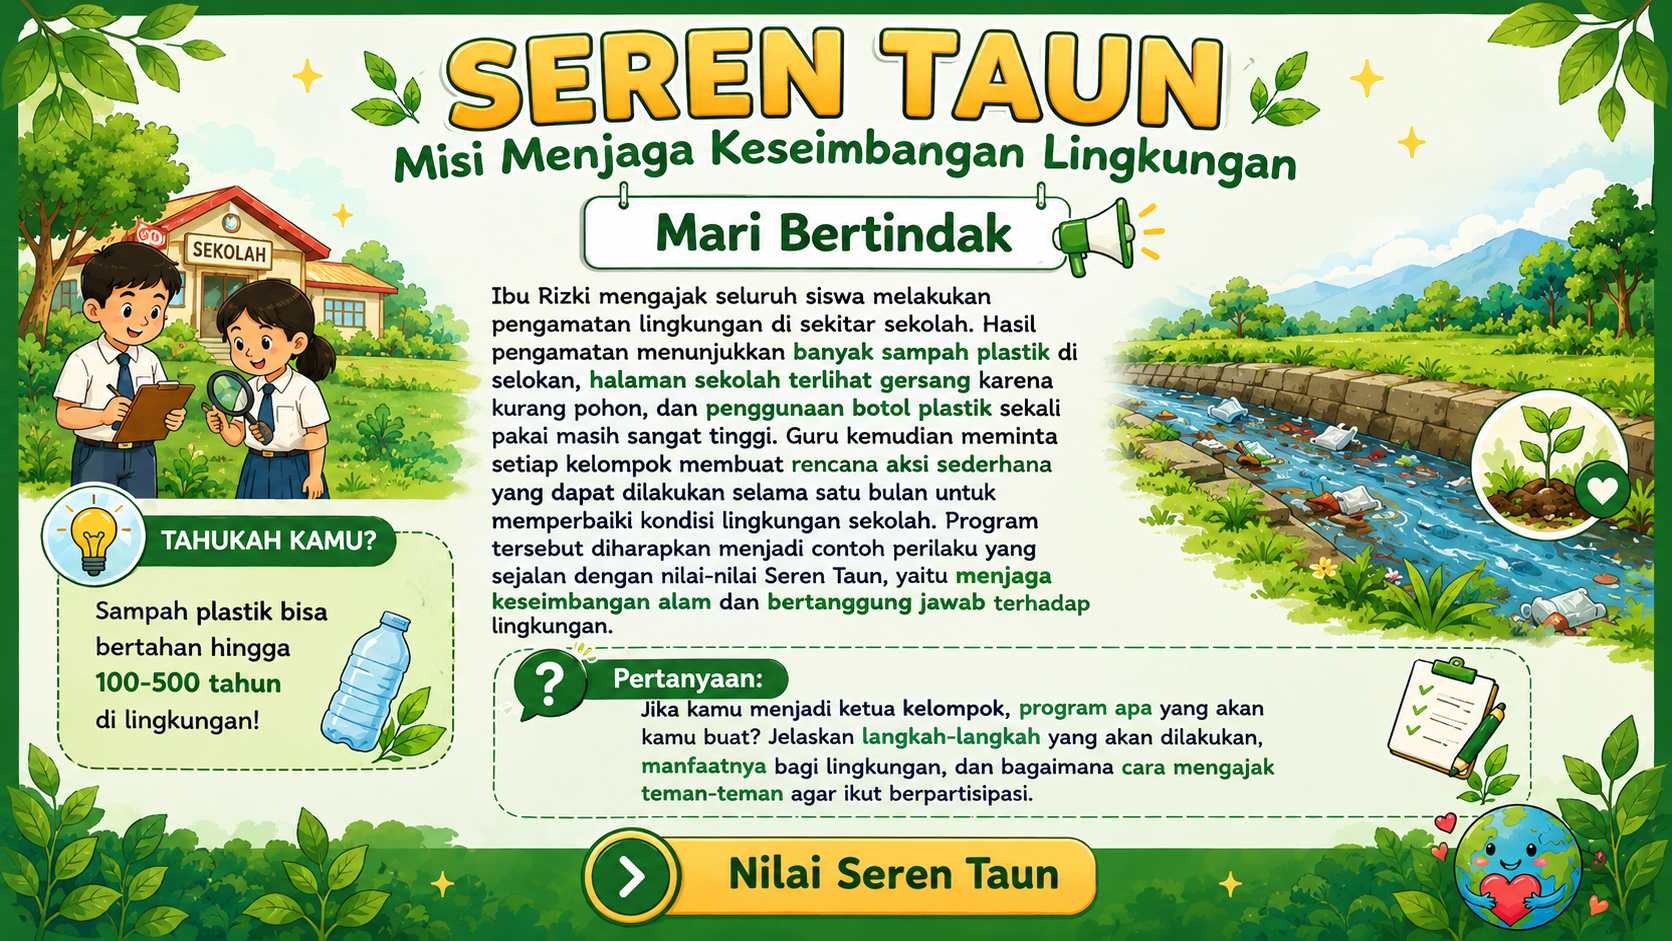 SEREN TAUN
Misi Menjaga Keseimbangan Lingkungan
Mari Bertindak
SEKOLAH
Ibu Rizki mengajak seluruh siswa melakukan
pengamatan lingkungan di sekitar sekolah. Hasil
pengamatan menunjukkan banyak sampah plastik di
selokan, halaman sekolah terlihat gersang karena
kurang pohon, dan penggunaan botol plastik sekali
pakai masih sangat tinggi. Guru kemudian meminta
setiap kelompok membuat rencana aksi sederhana
yang dapat dilakukan selama satu bulan untuk
memperbaiki kondisi lingkungan sekolah. Program
tersebut diharapkan menjadi contoh perilaku yang
sejalan dengan nilai-nilai Seren Taun, yaitu menjaga
keseimbangan alam dan bertanggung jawab terhadap
lingkungan.
TAHUKAH KAMU?
Sampah plastik bisa
bertahan hingga
100-500 tahun
di lingkungan!
?
Pertanyaan:
Jika kamu menjadi ketua kelompok, program apa yang akan
kamu buat? Jelaskan langkah-langkah yang akan dilakukan,
manfaatnya bagi lingkungan, dan bagaimana cara mengajak
teman-teman agar ikut berpartisipasi.
Nilai Seren Taun